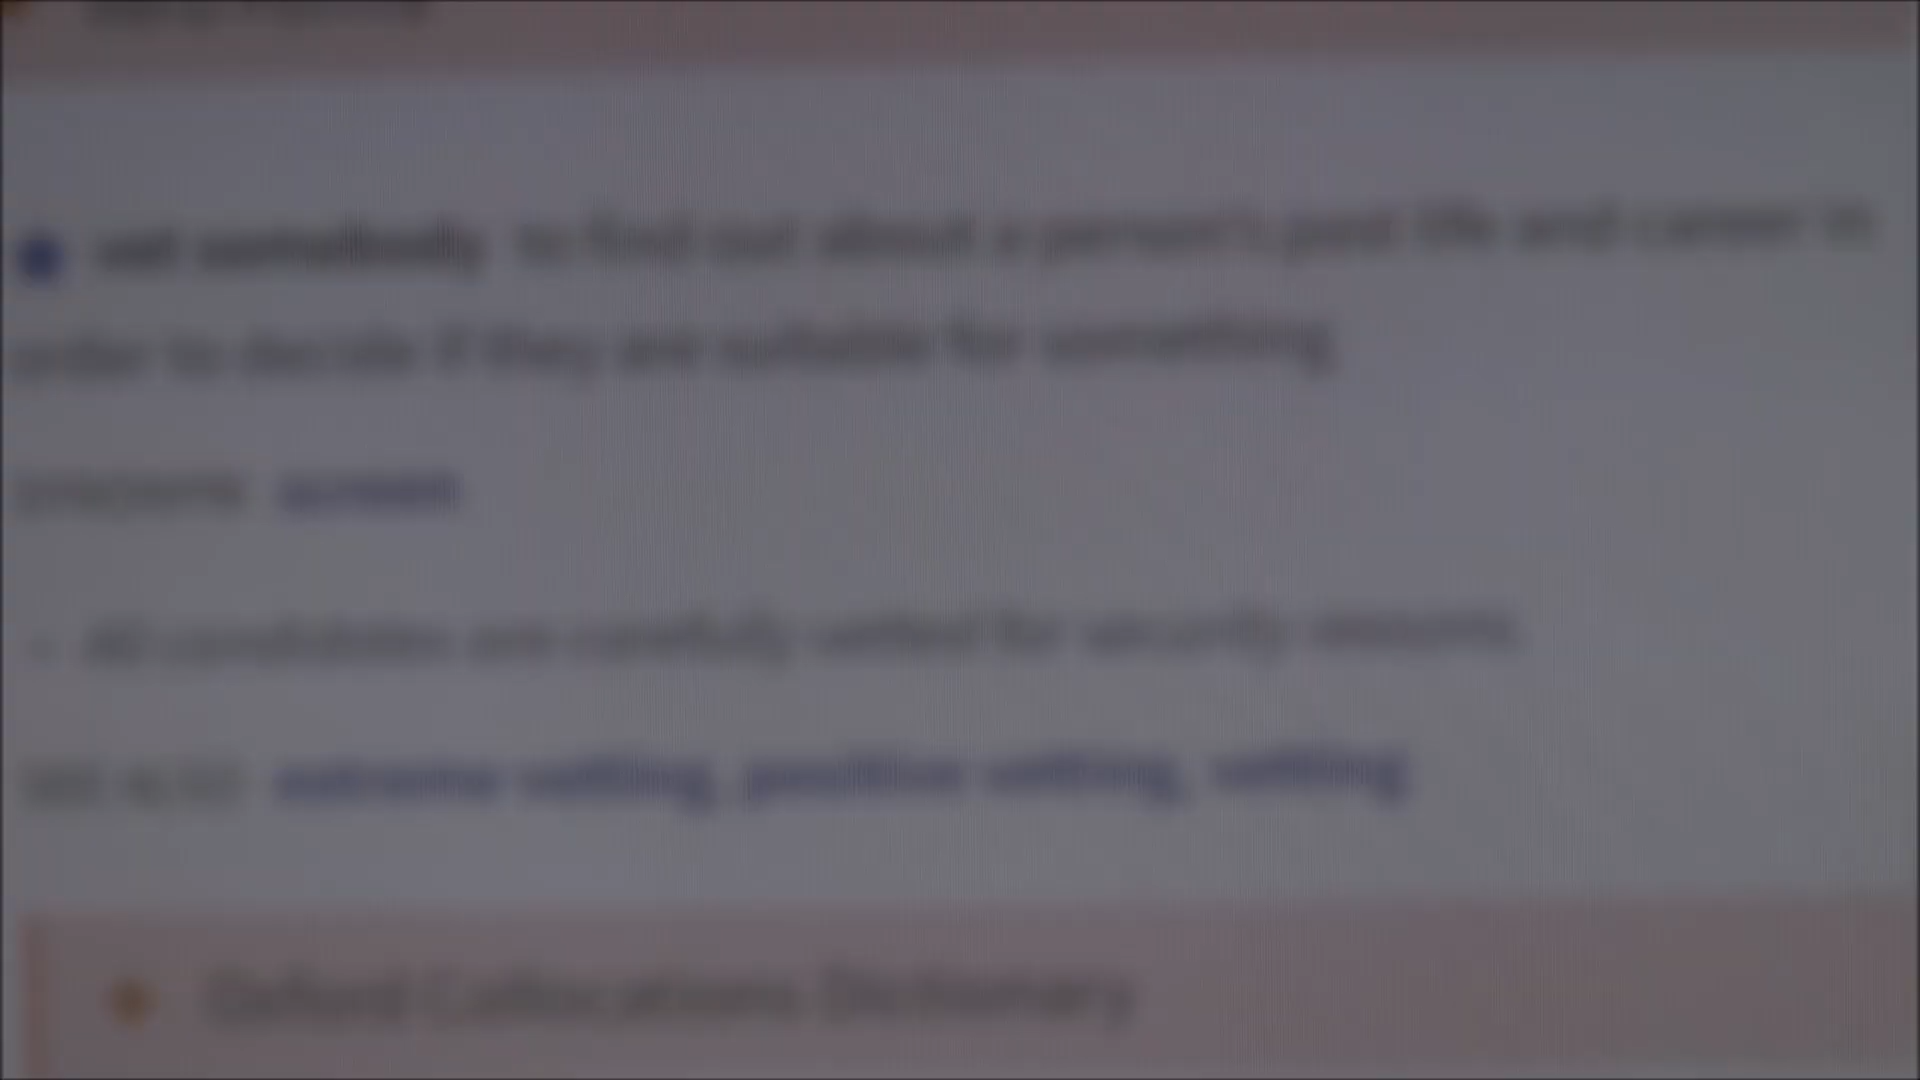 vet somebody to find out about a person's past life and career in
order to decide if they are suitable for something
SYNONYM screen
All candidates are carefully vetted for security reasons.
SEE ALSO extreme vetting, positive vetting, vetting
Oxford Collocations Dictionary